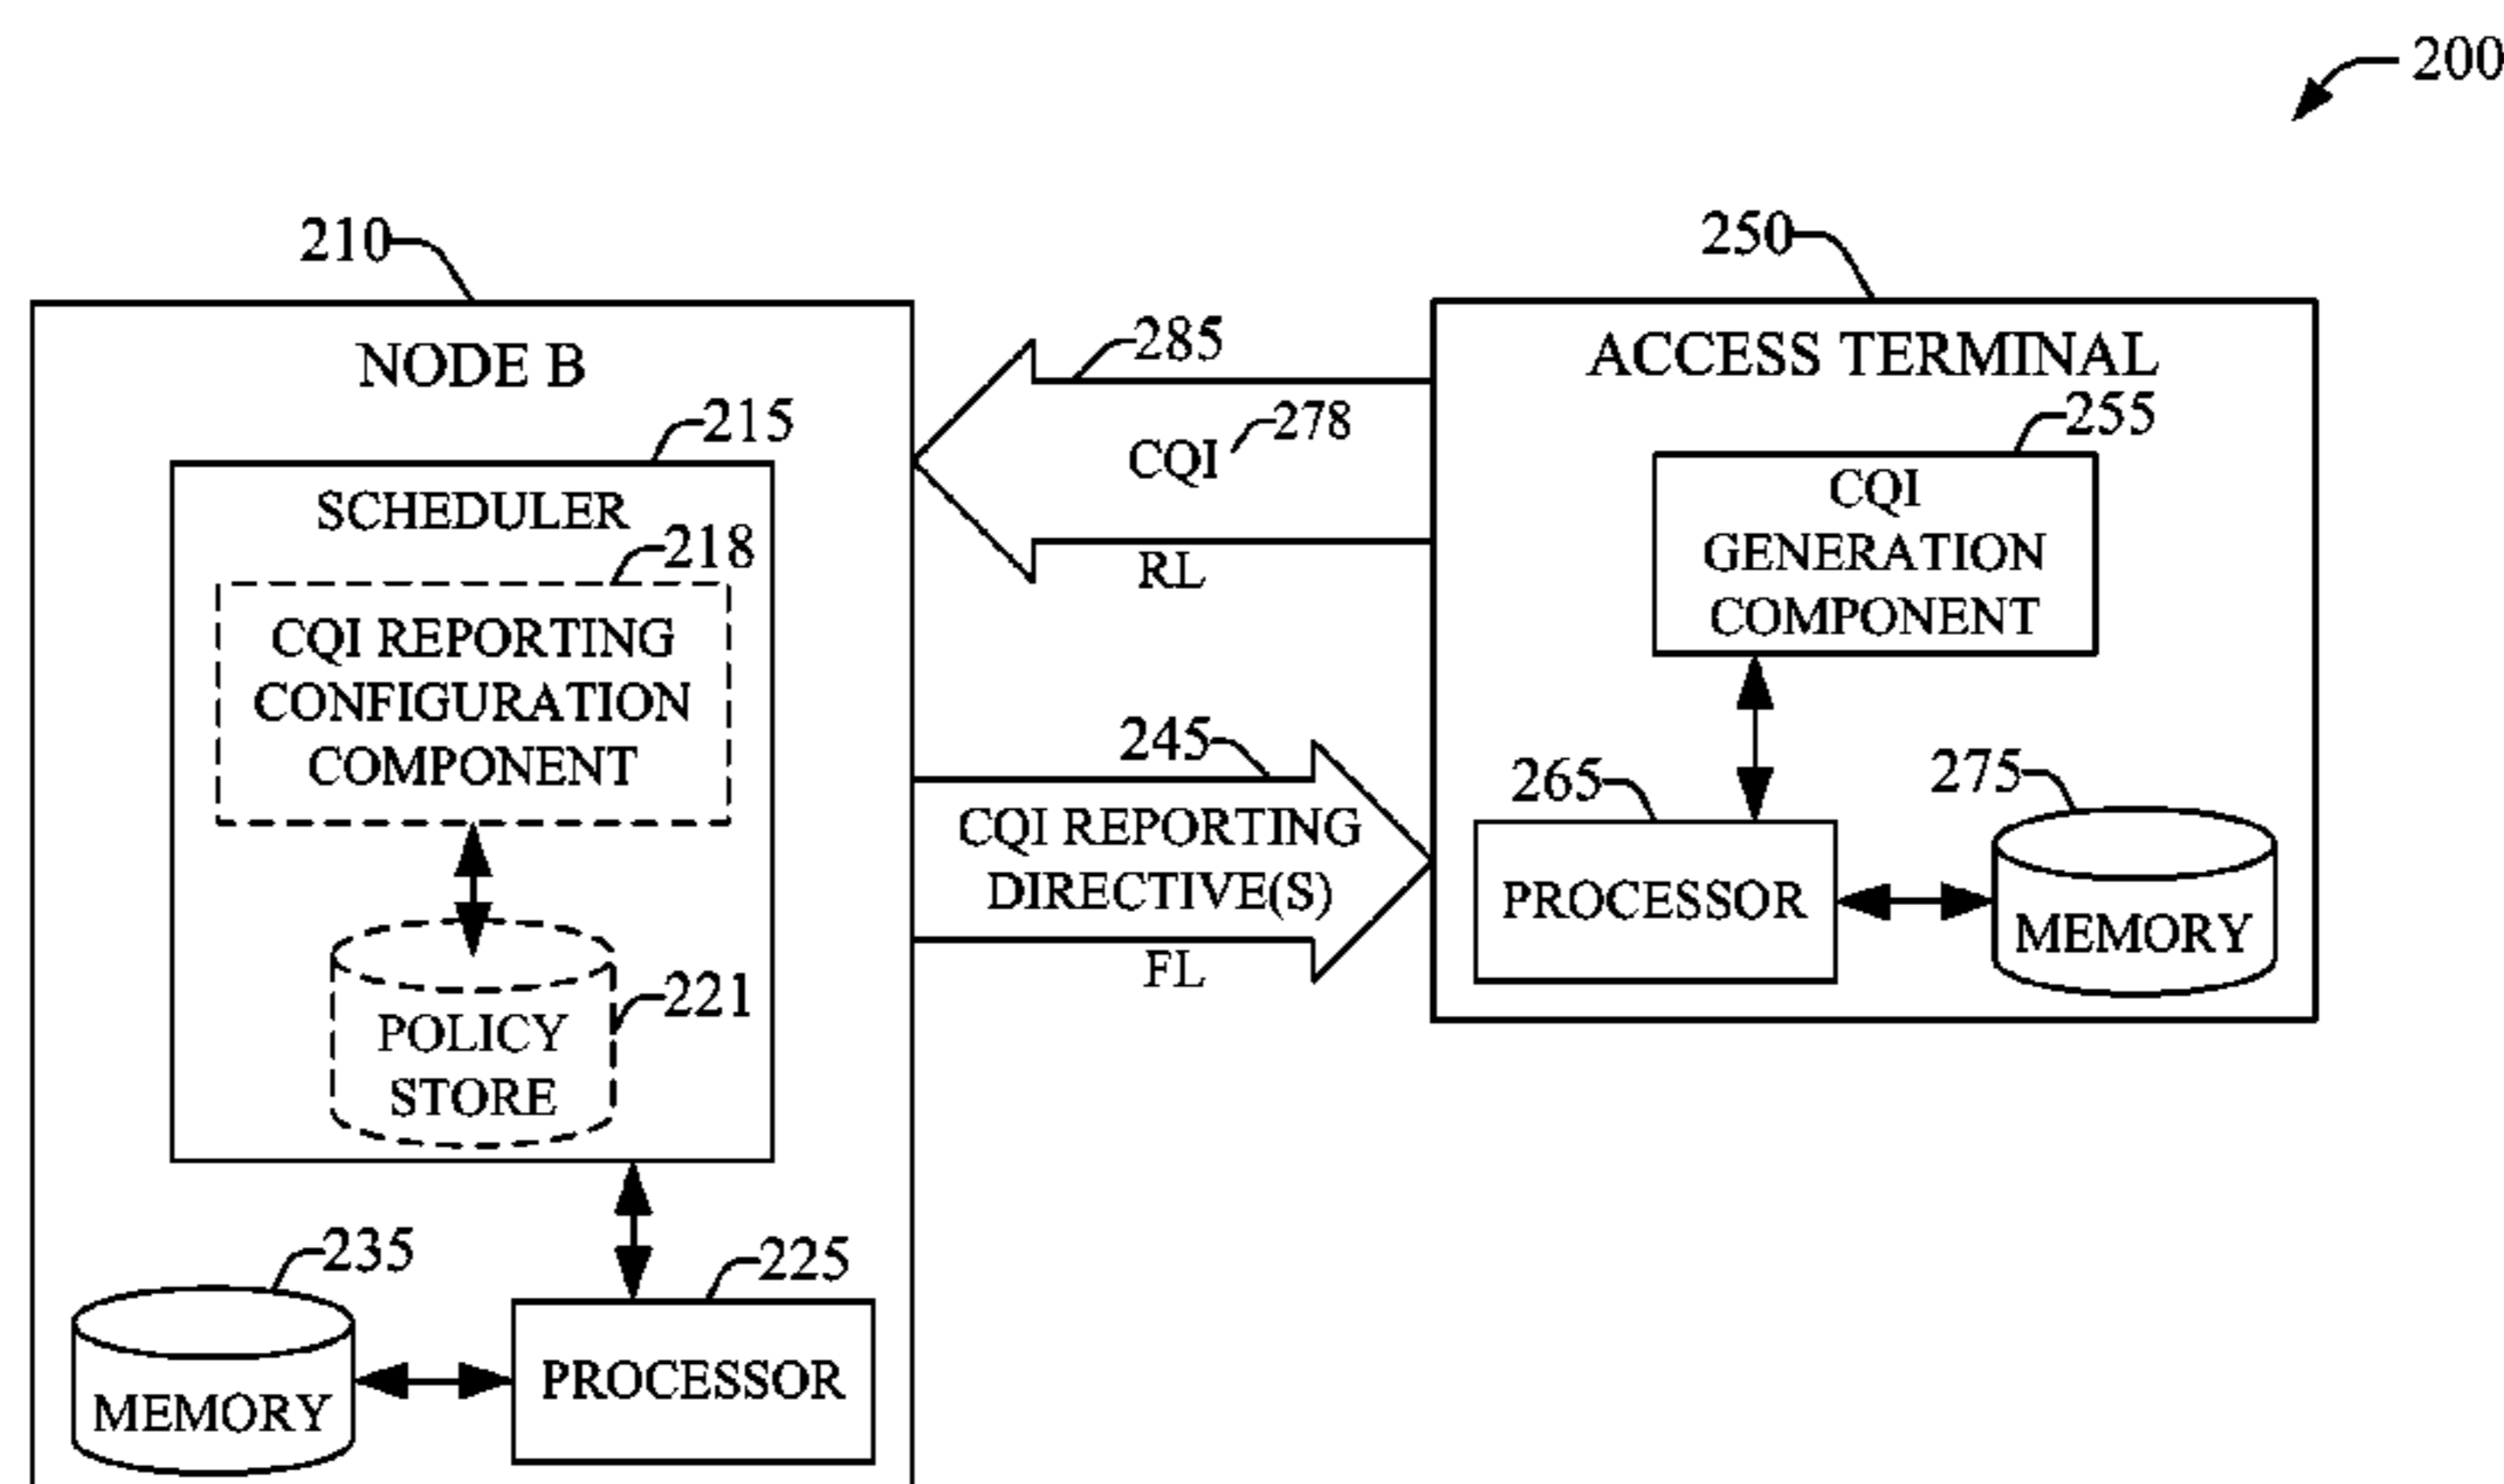 200
210
250
NODE B
285
ACCESS TERMINAL
215
278
255
CQI
CQI
GENERATION
COMPONENT
SCHEDULER
218
RL
CQI REPORTING
CONFIGURATION
COMPONENT
245
265
275
CQI REPORTING
DIRECTIVE(S)
PROCESSOR
MEMORY
FL
221
POLICY
STORE
235
225
MEMORY
PROCESSOR